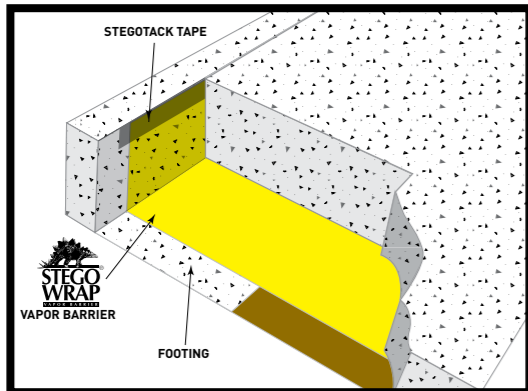 STEGOTACK TAPE
STEGO
WRAP
VAPOR BARRIER
VAPOR BARRIER
FOOTING